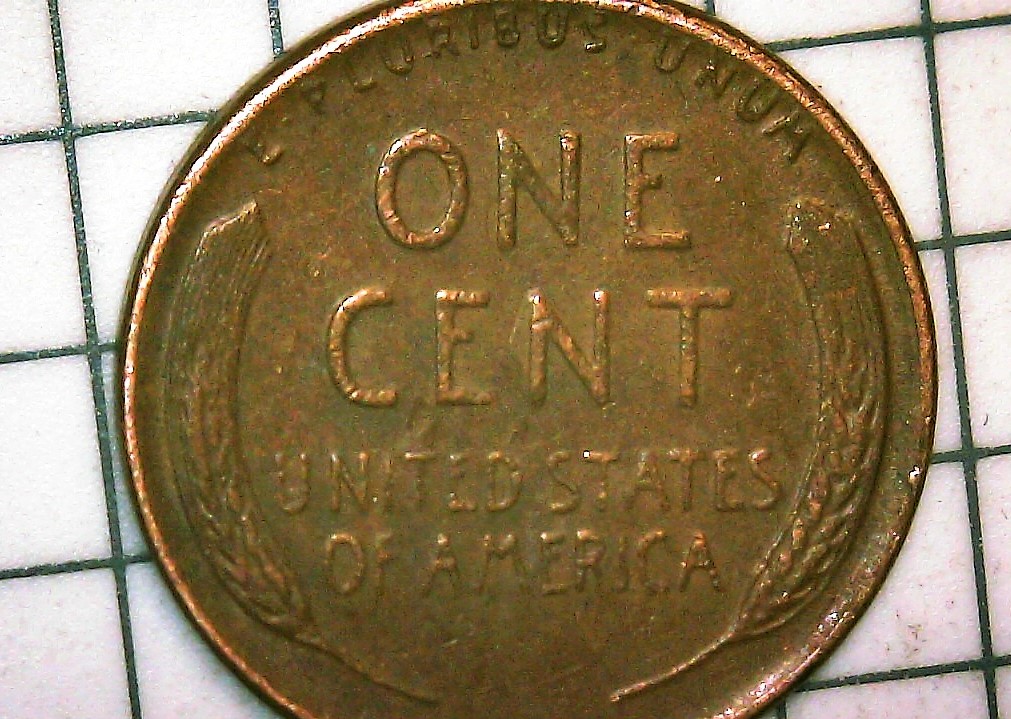 E · PLURIBUS · UNUM
ONE
CENT
UNITED STATES
OF AMERICA